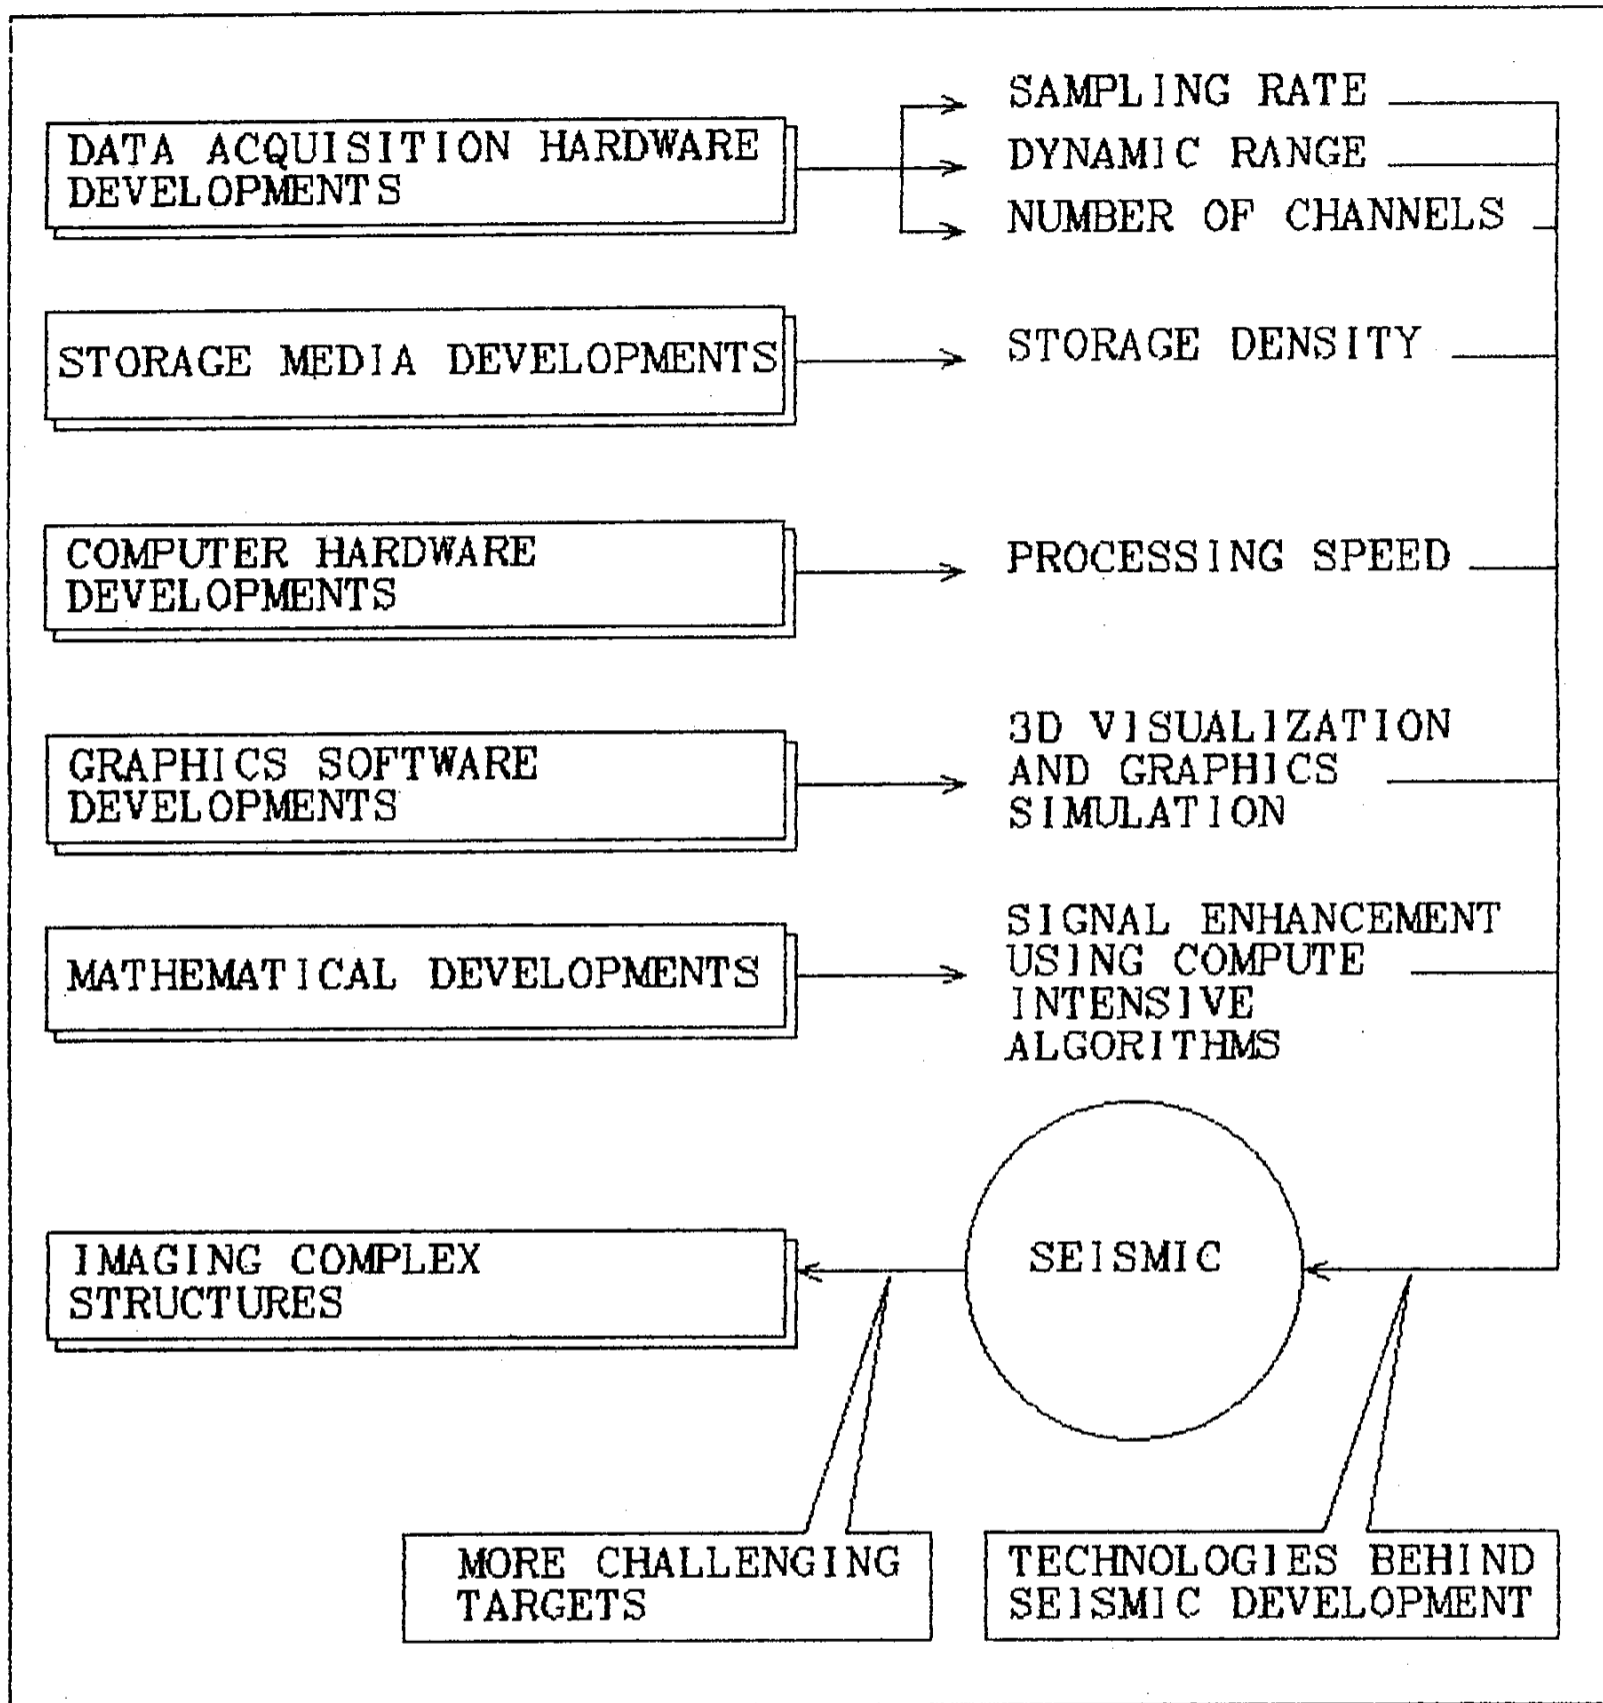 DATA ACQUISITION HARDWARE
DEVELOPMENTS
SAMPLING RATE
DYNAMIC RANGE
NUMBER OF CHANNELS
STORAGE MEDIA DEVELOPMENTS
STORAGE DENSITY
COMPUTER HARDWARE
DEVELOPMENTS
PROCESSING SPEED
GRAPHICS SOFTWARE
DEVELOPMENTS
3D VISUALIZATION
AND GRAPHICS
SIMULATION
MATHEMATICAL DEVELOPMENTS
SIGNAL ENHANCEMENT
USING COMPUTE
INTENSIVE
ALGORITHMS
IMAGING COMPLEX
STRUCTURES
SEISMIC
MORE CHALLENGING
TARGETS
TECHNOLOGIES BEHIND
SEISMIC DEVELOPMENT